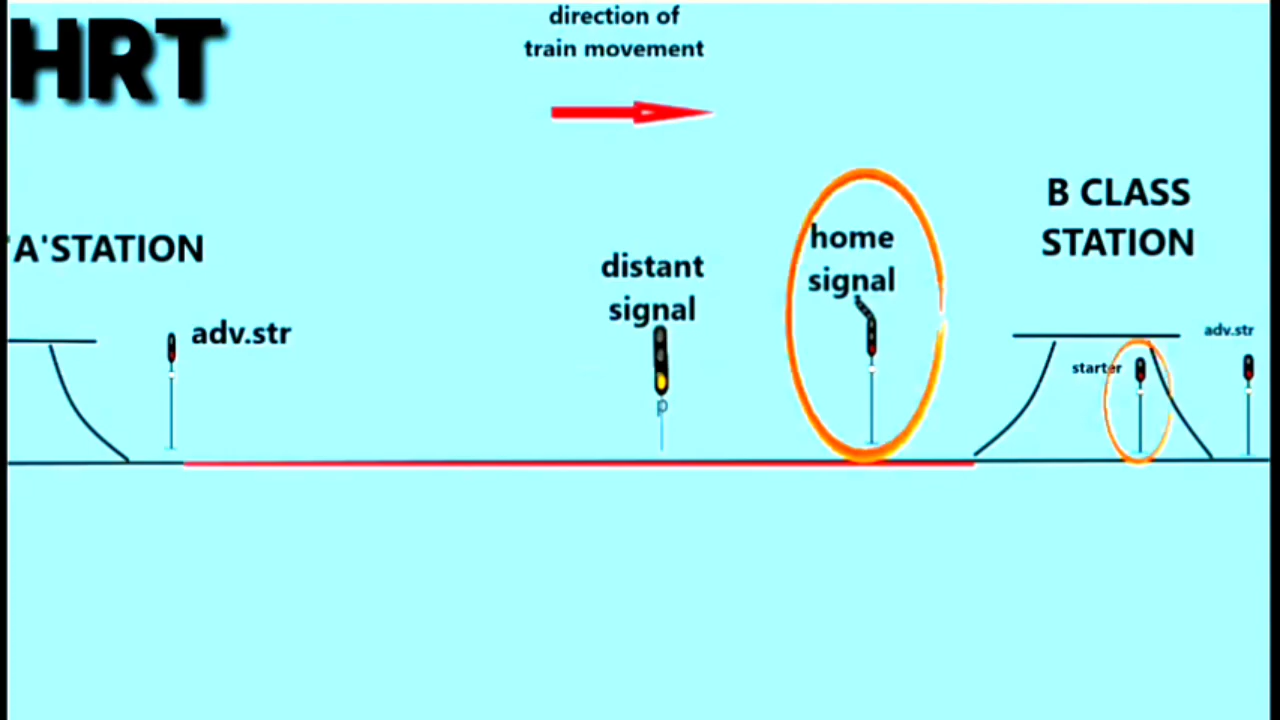 HRT
direction of
train movement
B CLASS
STATION
'A'STATION
home
signal
distant
signal
adv.str
adv.str
starter
p